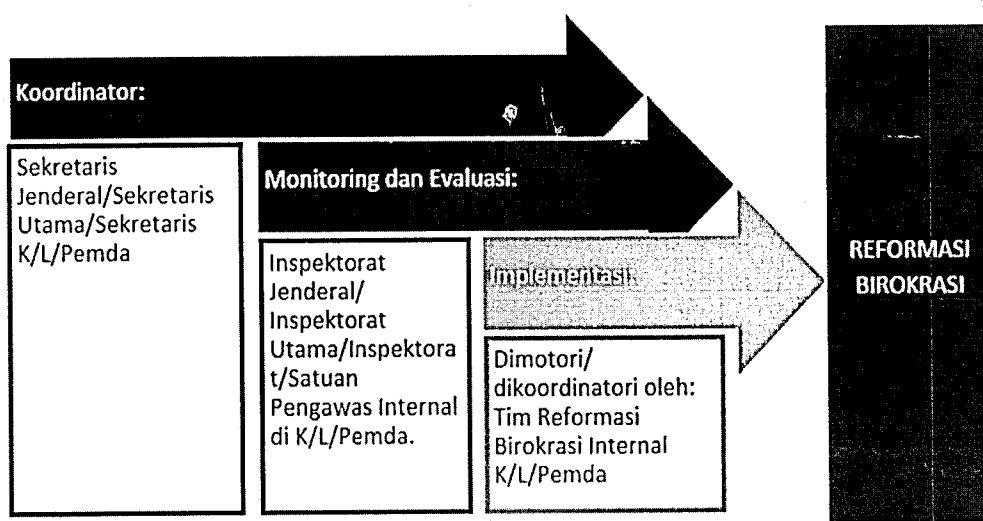 Koordinator:
Sekretaris
Jenderal/Sekretaris
Utama/Sekretaris
K/L/Pemda
Monitoring dan Evaluasi:
Inspektorat
Jenderal/
Inspektorat
Utama/Inspektora
t/Satuan
Pengawas Internal
di K/L/Pemda.
Implementasi:
Dimotori/
dikoordinatori oleh:
Tim Reformasi
Birokrasi Internal
K/L/Pemda
REFORMASI
BIROKRASI